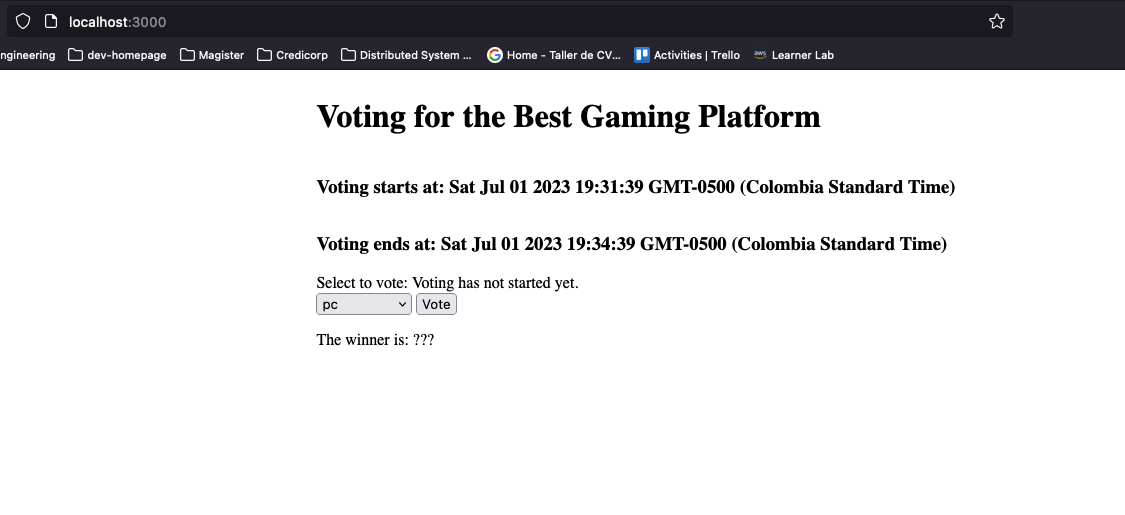 localhost:3000
ngineering dev-homepage Magister Credicorp Distributed System ... Home - Taller de CV... Activities | Trello aws Learner Lab
Voting for the Best Gaming Platform
Voting starts at: Sat Jul 01 2023 19:31:39 GMT-0500 (Colombia Standard Time)
Voting ends at: Sat Jul 01 2023 19:34:39 GMT-0500 (Colombia Standard Time)
Select to vote: Voting has not started yet.
pc Vote
The winner is: ???